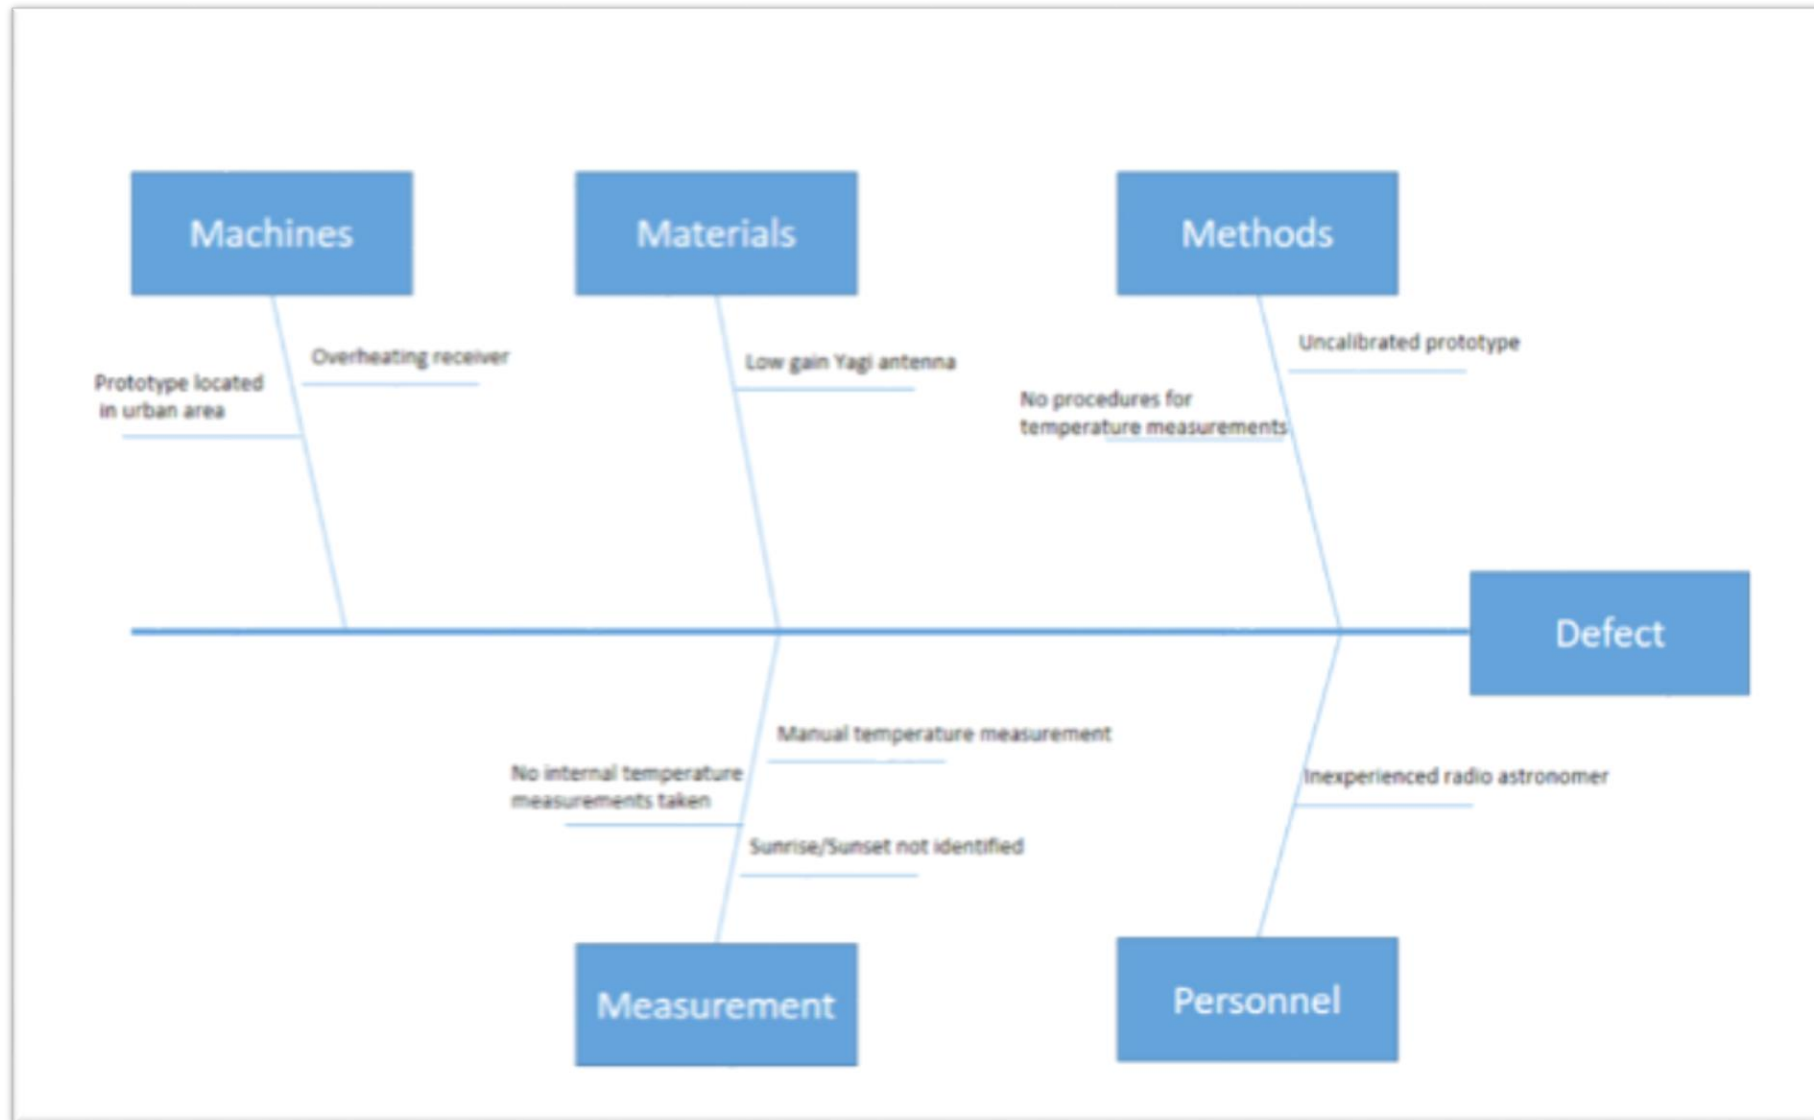 Machines
Materials
Methods
Overheating receiver
Prototype located
in urban area
Low gain Yagi antenna
Uncalibrated prototype
No procedures for
temperature measurements
Defect
Manual temperature measurement
No internal temperature
measurements taken
Sunrise/Sunset not identified
Inexperienced radio astronomer
Measurement
Personnel